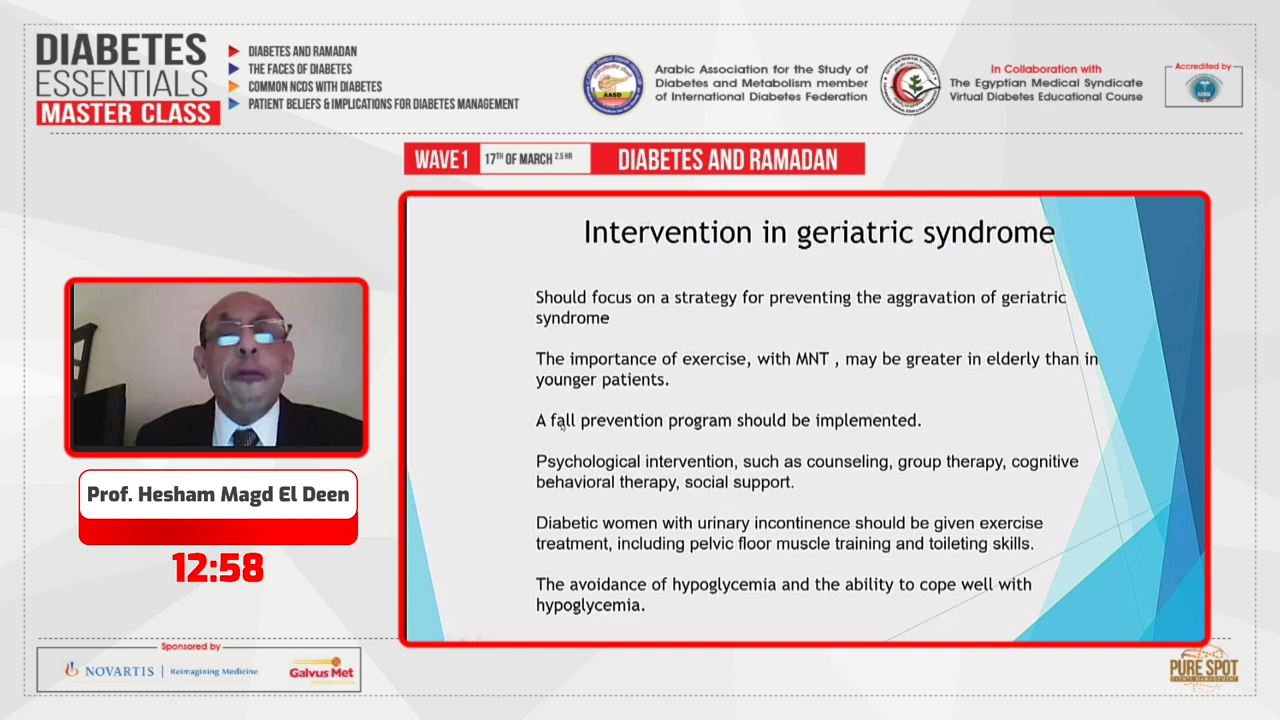 DIABETES
ESSENTIALS
MASTER CLASS
DIABETES AND RAMADAN
THE FACES OF DIABETES
COMMON NCDS WITH DIABETES
PATIENT BELIEFS & IMPLICATIONS FOR DIABETES MANAGEMENT
AASD
Arabic Association for the Study of
Diabetes and Metabolism member
of International Diabetes Federation
In Collaboration with
The Egyptian Medical Syndicate
Virtual Diabetes Educational Course
Accredited by
WAVE1
17TH OF MARCH 2.5 HR
DIABETES AND RAMADAN
Intervention in geriatric syndrome
Should focus on a strategy for preventing the aggravation of geriatric
syndrome
The importance of exercise, with MNT , may be greater in elderly than in
younger patients.
A fall prevention program should be implemented.
Psychological intervention, such as counseling, group therapy, cognitive
behavioral therapy, social support.
Diabetic women with urinary incontinence should be given exercise
treatment, including pelvic floor muscle training and toileting skills.
The avoidance of hypoglycemia and the ability to cope well with
hypoglycemia.
Prof. Hesham Magd El Deen
12:58
Sponsored by
NOVARTIS | Reimagining Medicine
Galvus Met
PURE SPOT
EVENTS MANAGEMENT